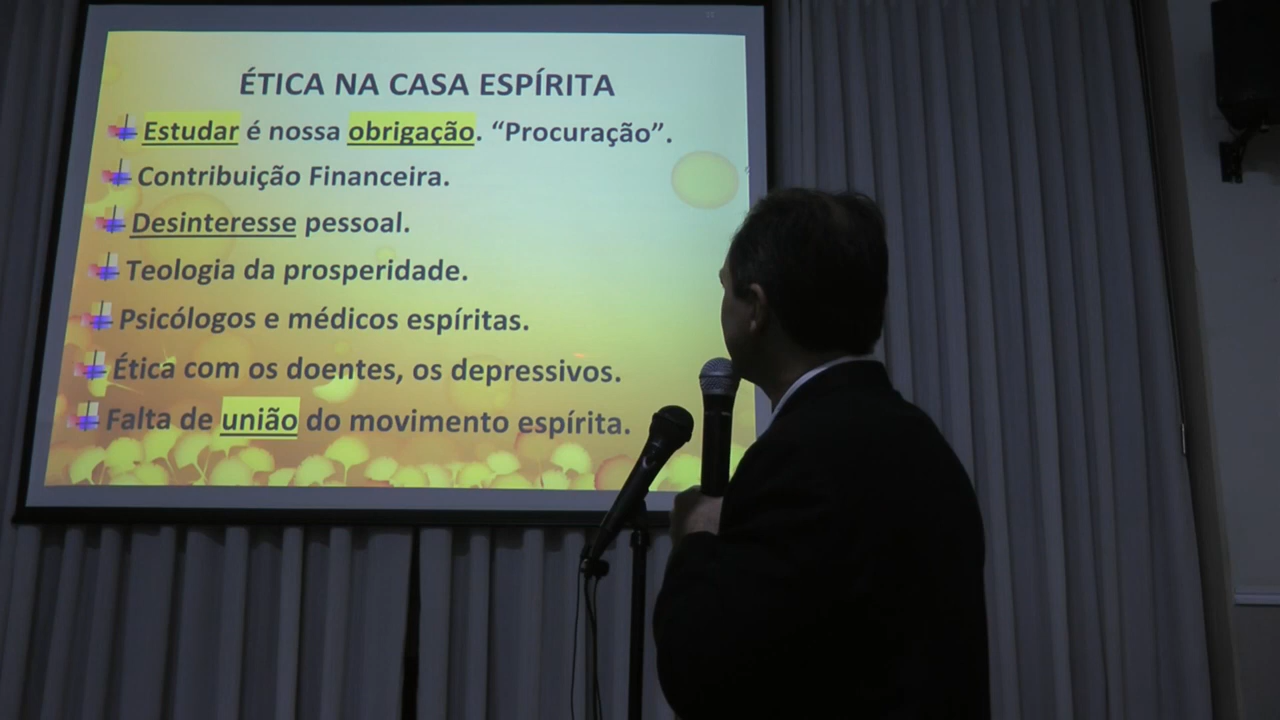 ÉTICA NA CASA ESPÍRITA
Estudar é nossa obrigação. “Procuração”.
Contribuição Financeira.
Desinteresse pessoal.
Teologia da prosperidade.
Psicólogos e médicos espíritas.
Ética com os doentes, os depressivos.
Falta de união do movimento espírita.